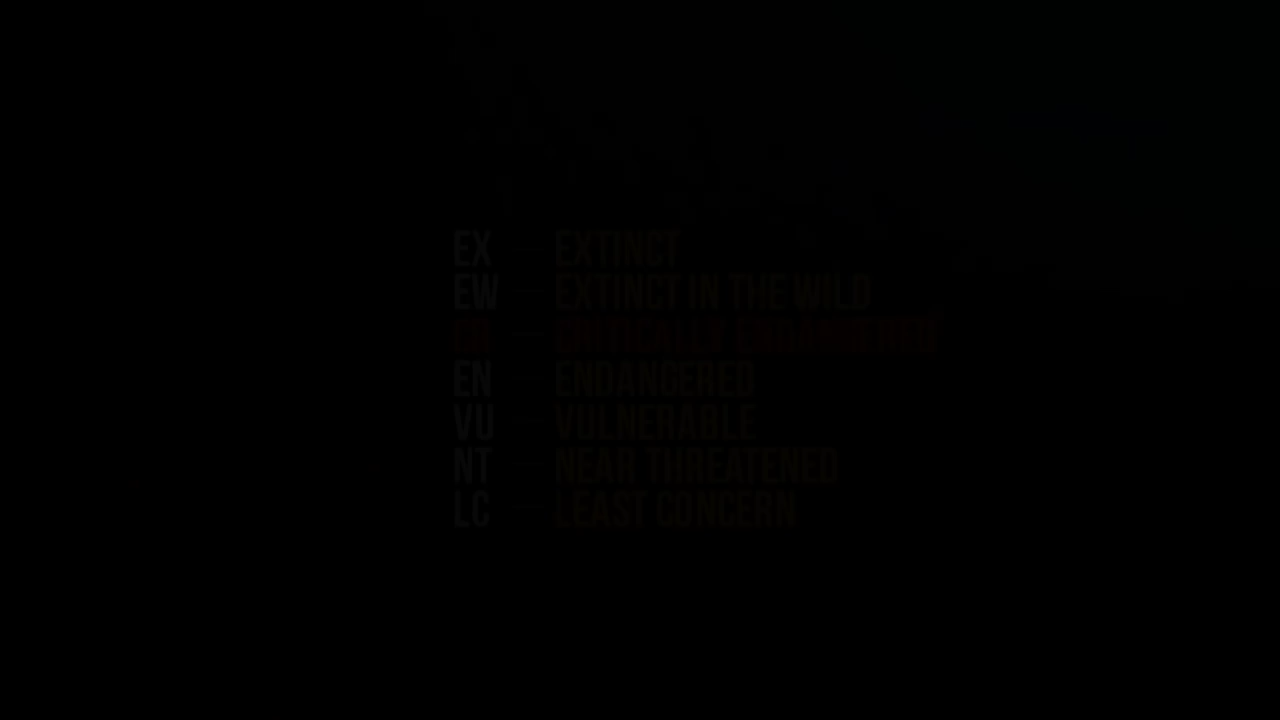 EX — EXTINCT
EW — EXTINCT IN THE WILD
CR — CRITICALLY ENDANGERED
EN — ENDANGERED
VU — VULNERABLE
NT — NEAR THREATENED
LC — LEAST CONCERN